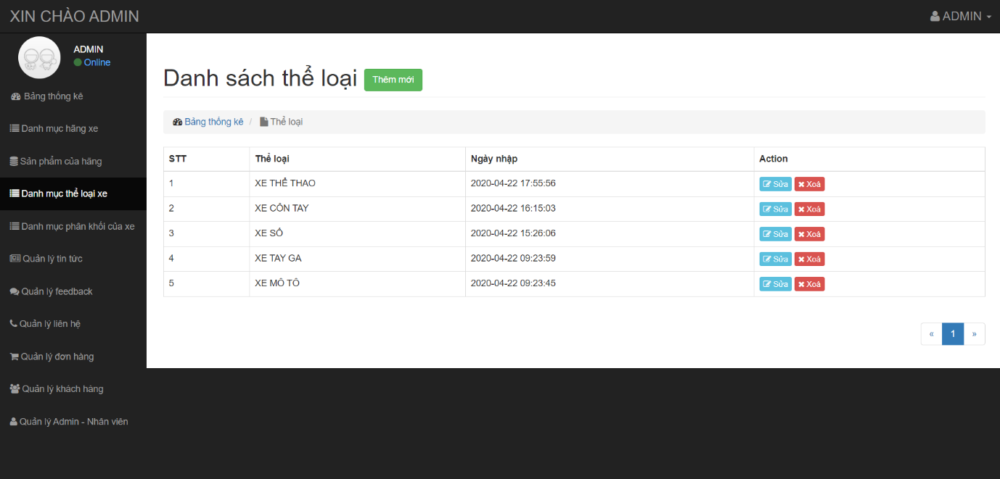 XIN CHÀO ADMIN
ADMIN
ADMIN
Online
Bảng thống kê
Danh mục hãng xe
Sản phẩm của hãng
Danh mục thể loại xe
Danh mục phân khối của xe
Quản lý tin tức
Quản lý feedback
Quản lý liên hệ
Quản lý đơn hàng
Quản lý khách hàng
Quản lý Admin - Nhân viên
Danh sách thể loại Thêm mới
Bảng thống kê / Thể loại
STT Thể loại Ngày nhập Action
1 XE THỂ THAO 2020-04-22 17:55:56 Sửa Xoá
2 XE CÔN TAY 2020-04-22 16:15:03 Sửa Xoá
3 XE SỐ 2020-04-22 15:26:06 Sửa Xoá
4 XE TAY GA 2020-04-22 09:23:59 Sửa Xoá
5 XE MÔ TÔ 2020-04-22 09:23:45 Sửa Xoá
« 1 »